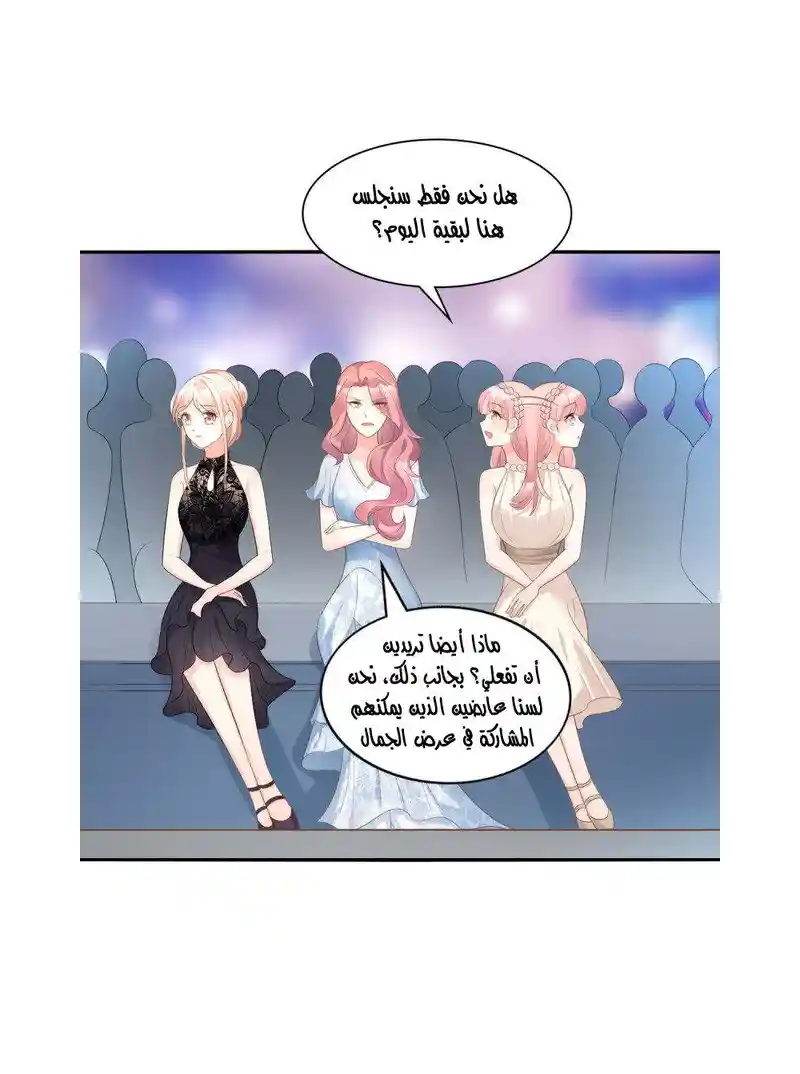 هل نحن فقط سنجلس
هنا لبقية اليوم؟
ماذا أيضا تريدين
أن تفعلي؟ بجانب ذلك، نحن
لسنا عارضين الذين يمكنهم
المشاركة في عرض الجمال